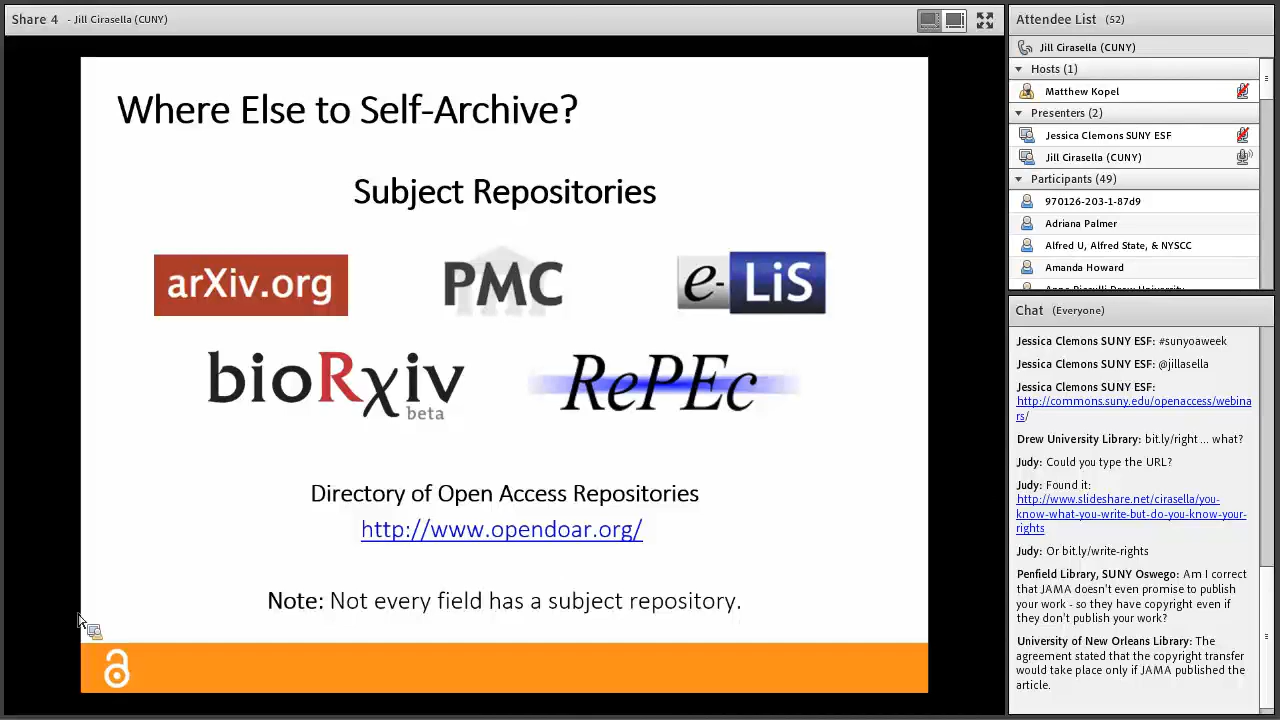 Share 4 - Jill Cirasella (CUNY)
Where Else to Self-Archive?
Subject Repositories
arXiv.org
PMC
e-LiS
bioRχiv
beta
RePEc
Directory of Open Access Repositories
http://www.opendoar.org/
Note: Not every field has a subject repository.
Attendee List (52)
Jill Cirasella (CUNY)
Hosts (1)
Matthew Kopel
Presenters (2)
Jessica Clemons SUNY ESF
Jill Cirasella (CUNY)
Participants (49)
970126-203-1-87d9
Adriana Palmer
Alfred U, Alfred State, & NYSCC
Amanda Howard
Chat (Everyone)
Jessica Clemons SUNY ESF: #sunyoaweek
Jessica Clemons SUNY ESF: @jillasella
Jessica Clemons SUNY ESF:
http://commons.suny.edu/openaccess/webina
rs/
Drew University Library: bit.ly/right ... what?
Judy: Could you type the URL?
Judy: Found it:
http://www.slideshare.net/cirasella/you-
know-what-you-write-but-do-you-know-your-
rights
Judy: Or bit.ly/write-rights
Penfield Library, SUNY Oswego: Am I correct
that JAMA doesn't even promise to publish
your work - so they have copyright even if
they don't publish your work?
University of New Orleans Library: The
agreement stated that the copyright transfer
would take place only if JAMA published the
article.